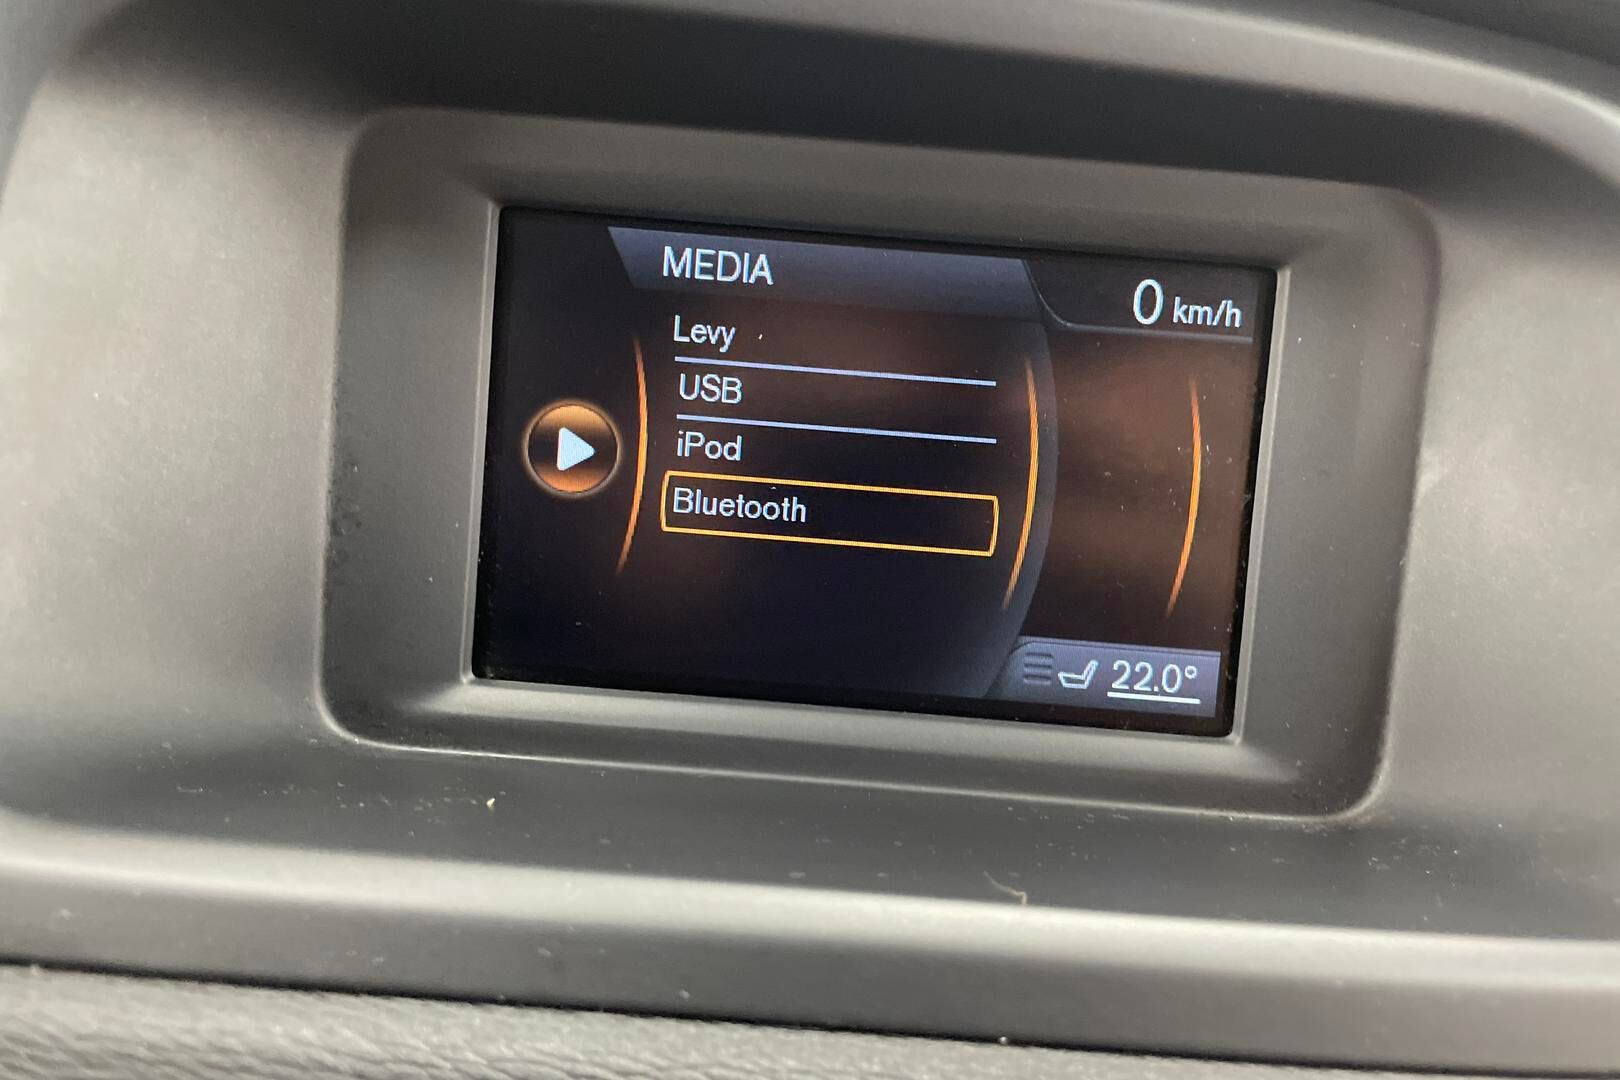 MEDIA
0 km/h
Levy
USB
iPod
Bluetooth
22.0°